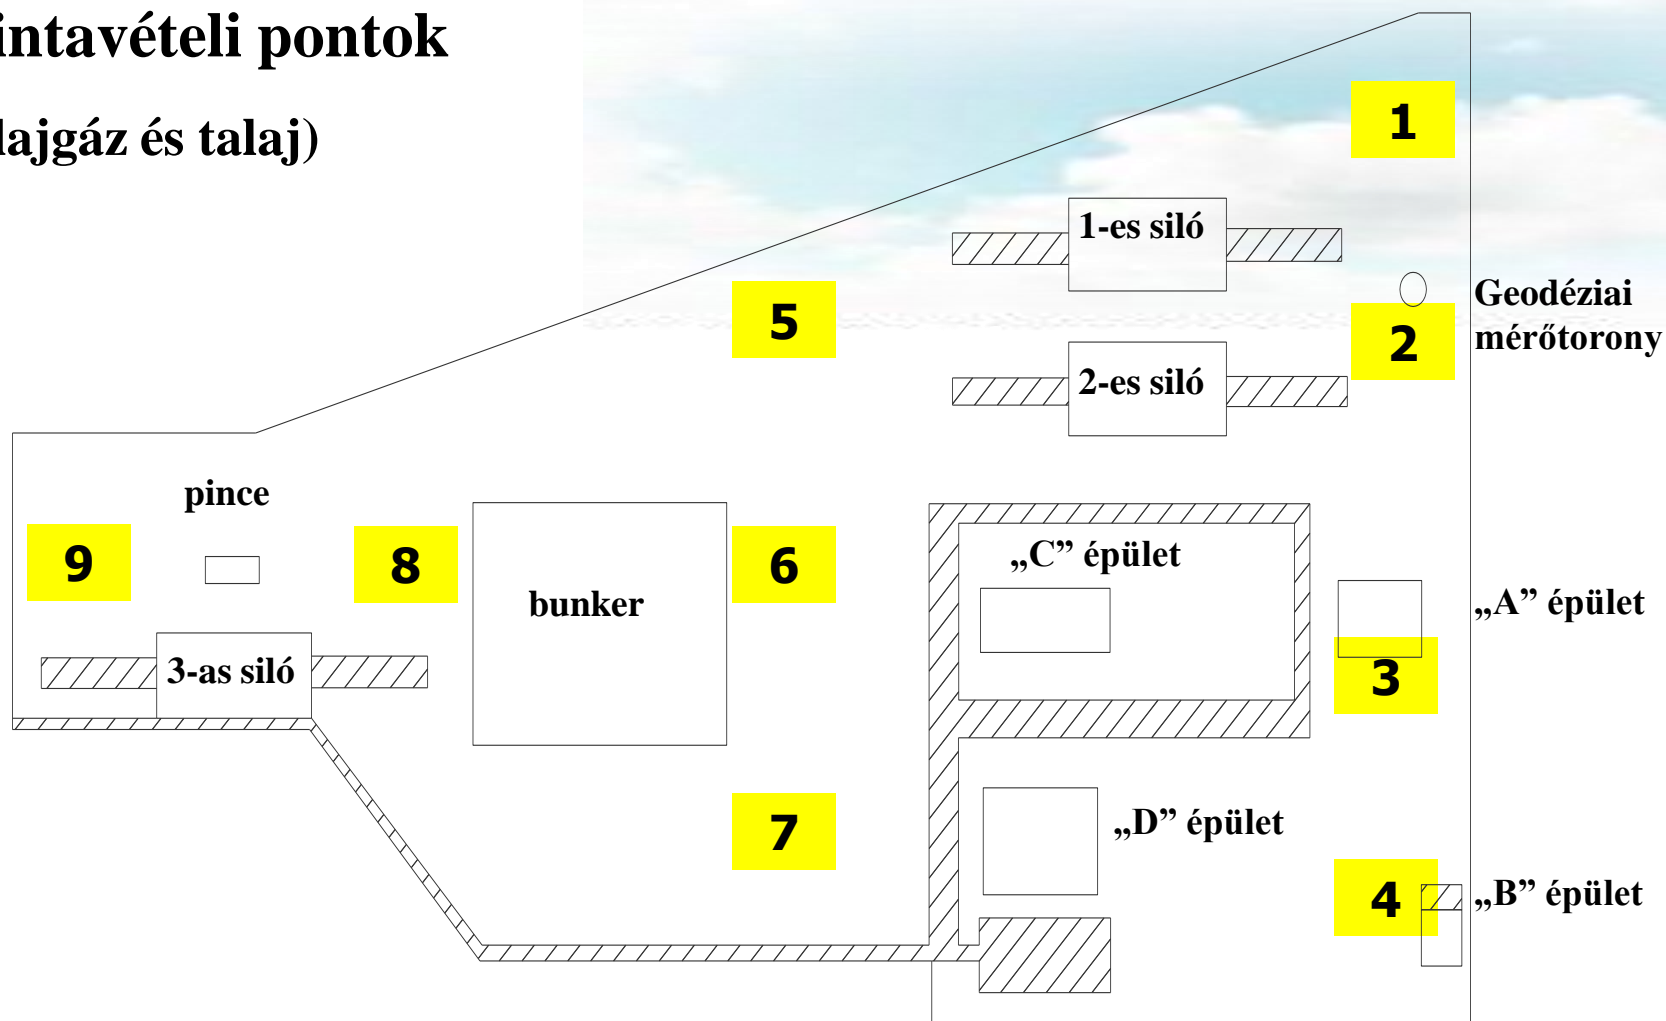 intavételi pontok
lajgáz és talaj)
1
1-es siló
Geodéziai
mérőtorony
5
2
2-es siló
pince
9
8
6
„C” épület
bunker
„A” épület
3-as siló
3
7
„D” épület
4
„B” épület